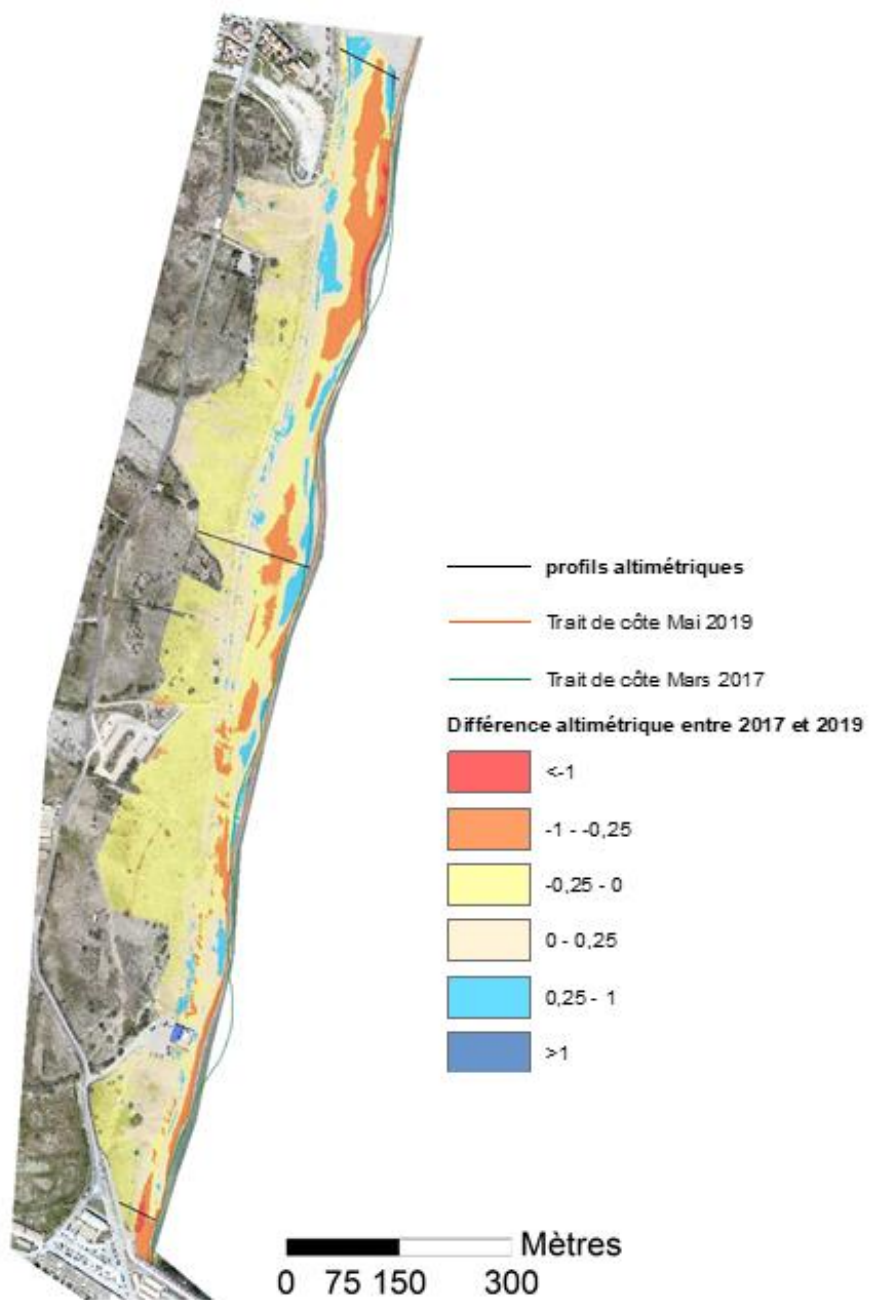 profils altimétriques
Trait de côte Mai 2019
Trait de côte Mars 2017
Différence altimétrique entre 2017 et 2019
<-1
-1 - -0,25
-0,25 - 0
0 - 0,25
0,25 - 1
>1
Mètres
0 75 150 300